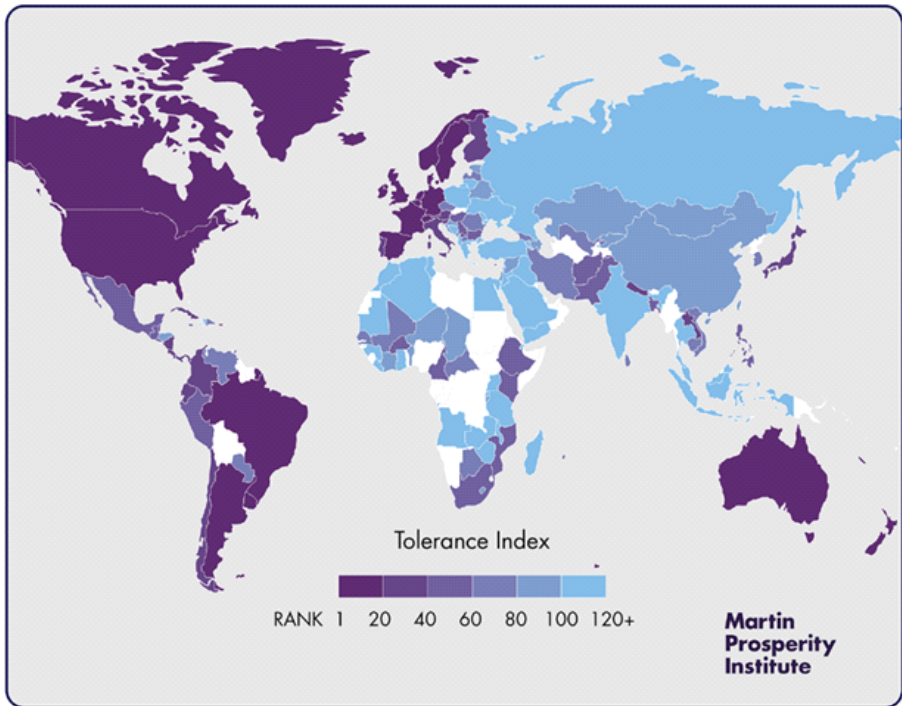 Tolerance Index
RANK 1 20 40 60 80 100 120+
Martin
Prosperity
Institute